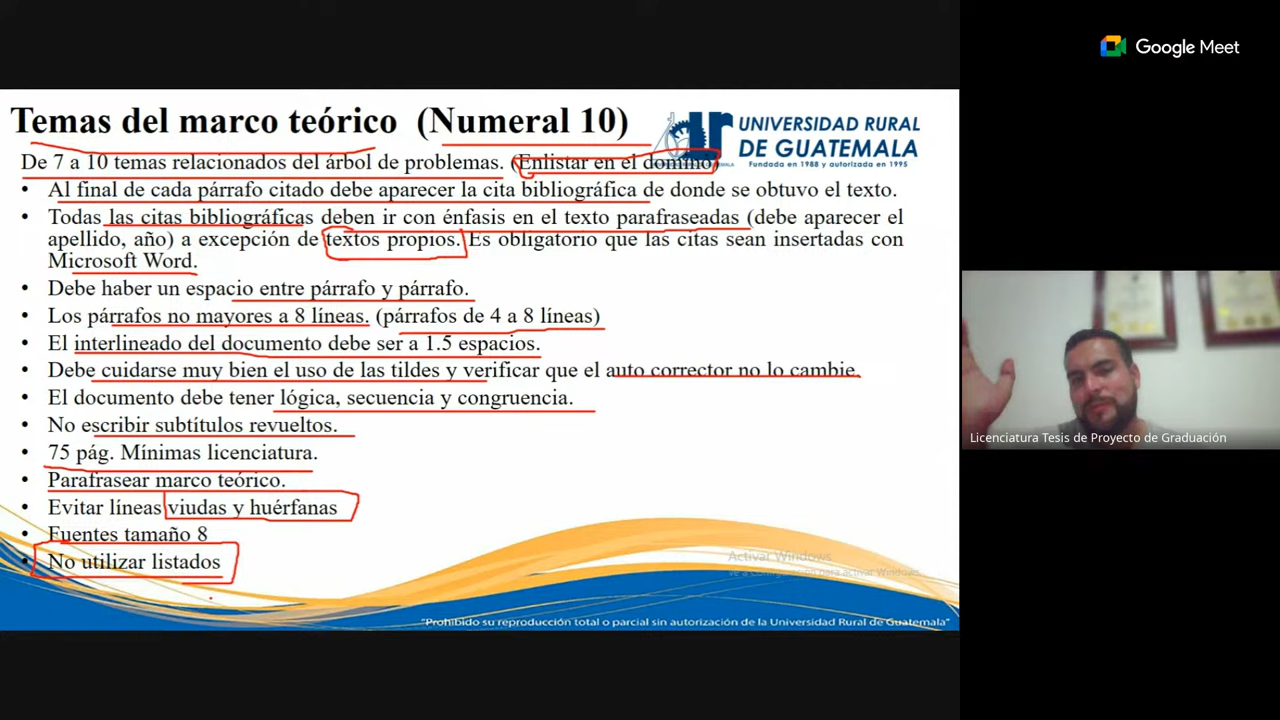 Google Meet
Temas del marco teórico (Numeral 10)
UNIVERSIDAD RURAL
DE GUATEMALA
Fundada en 1988 y autorizada en 1995
De 7 a 10 temas relacionados del árbol de problemas. (Enlistar en el dominó)
• Al final de cada párrafo citado debe aparecer la cita bibliográfica de donde se obtuvo el texto.
• Todas las citas bibliográficas deben ir con énfasis en el texto parafraseadas (debe aparecer el
apellido, año) a excepción de textos propios. Es obligatorio que las citas sean insertadas con
Microsoft Word.
• Debe haber un espacio entre párrafo y párrafo.
• Los párrafos no mayores a 8 líneas. (párrafos de 4 a 8 líneas)
• El interlineado del documento debe ser a 1.5 espacios.
• Debe cuidarse muy bien el uso de las tildes y verificar que el auto corrector no lo cambie.
• El documento debe tener lógica, secuencia y congruencia.
• No escribir subtítulos revueltos.
• 75 pág. Mínimas licenciatura.
• Parafrasear marco teórico.
• Evitar líneas viudas y huérfanas
• Fuentes tamaño 8
• No utilizar listados
Activar Windows
Ve a Configuración para activar Windows.
"Prohibido su reproducción total o parcial sin autorización de la Universidad Rural de Guatemala"
Licenciatura Tesis de Proyecto de Graduación